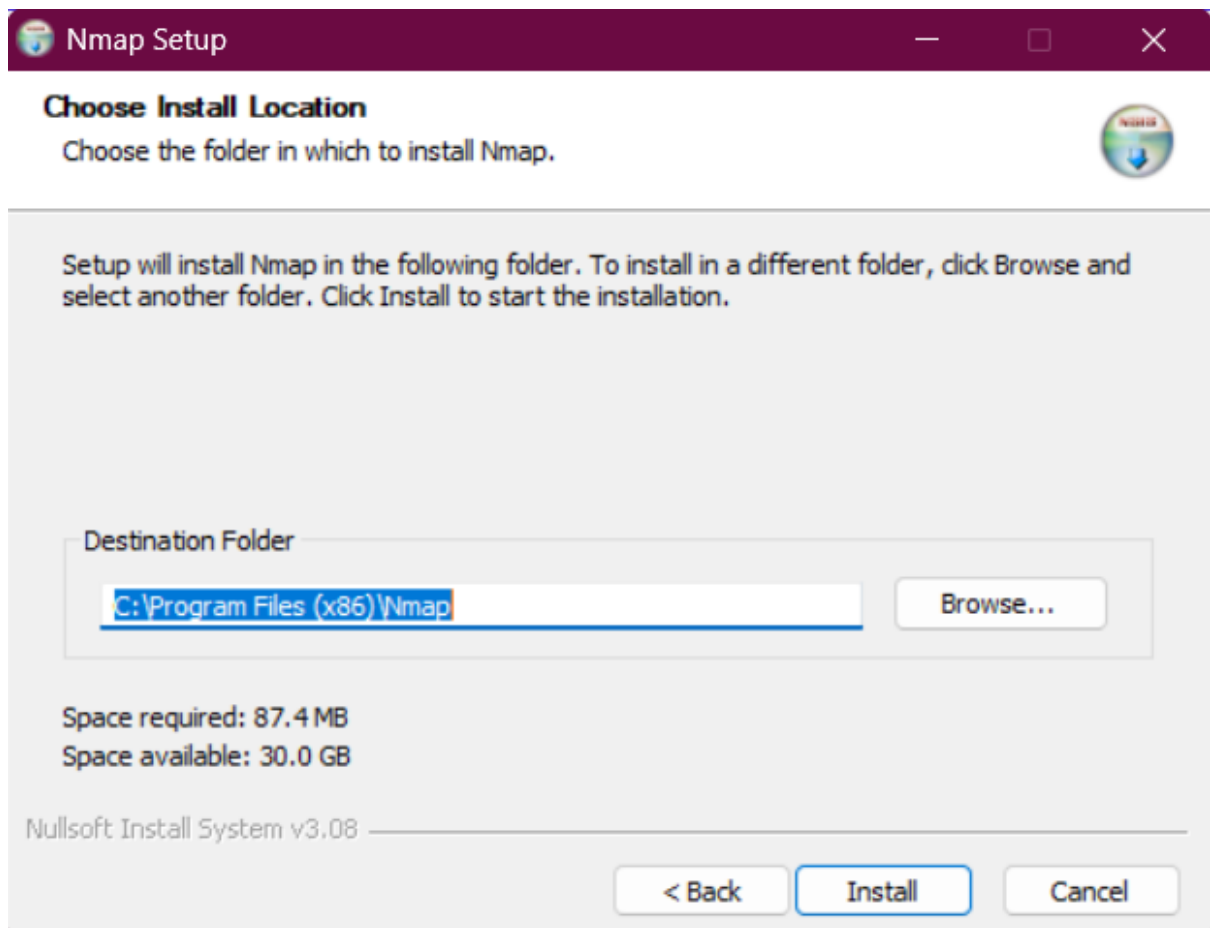 Nmap Setup
Choose Install Location
Choose the folder in which to install Nmap.
Setup will install Nmap in the following folder. To install in a different folder, click Browse and
select another folder. Click Install to start the installation.
Destination Folder
C:\Program Files (x86)\Nmap
Browse...
Space required: 87.4 MB
Space available: 30.0 GB
Nullsoft Install System v3.08
< Back
Install
Cancel